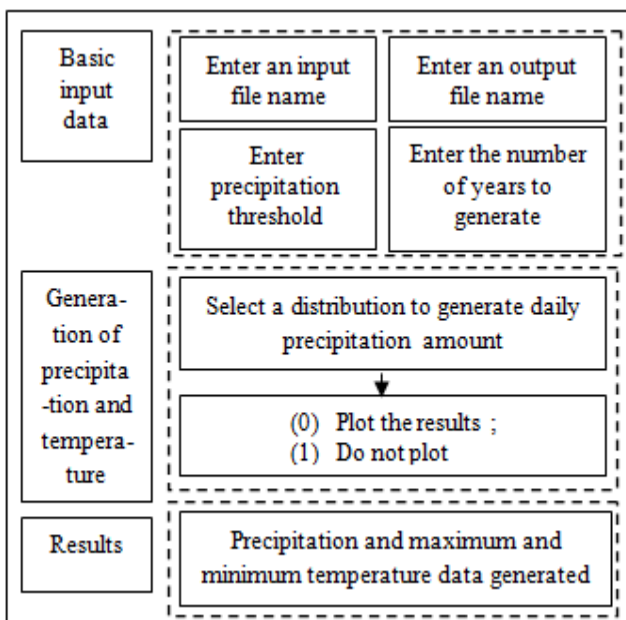 Basic
input
data
Enter an input
file name
Enter an output
file name
Enter
precipitation
threshold
Enter the number
of years to
generate
Genera-
tion of
precipita
-tion and
tempera-
ture
Select a distribution to generate daily
precipitation amount
(0) Plot the results ;
(1) Do not plot
Results
Precipitation and maximum and
minimum temperature data generated